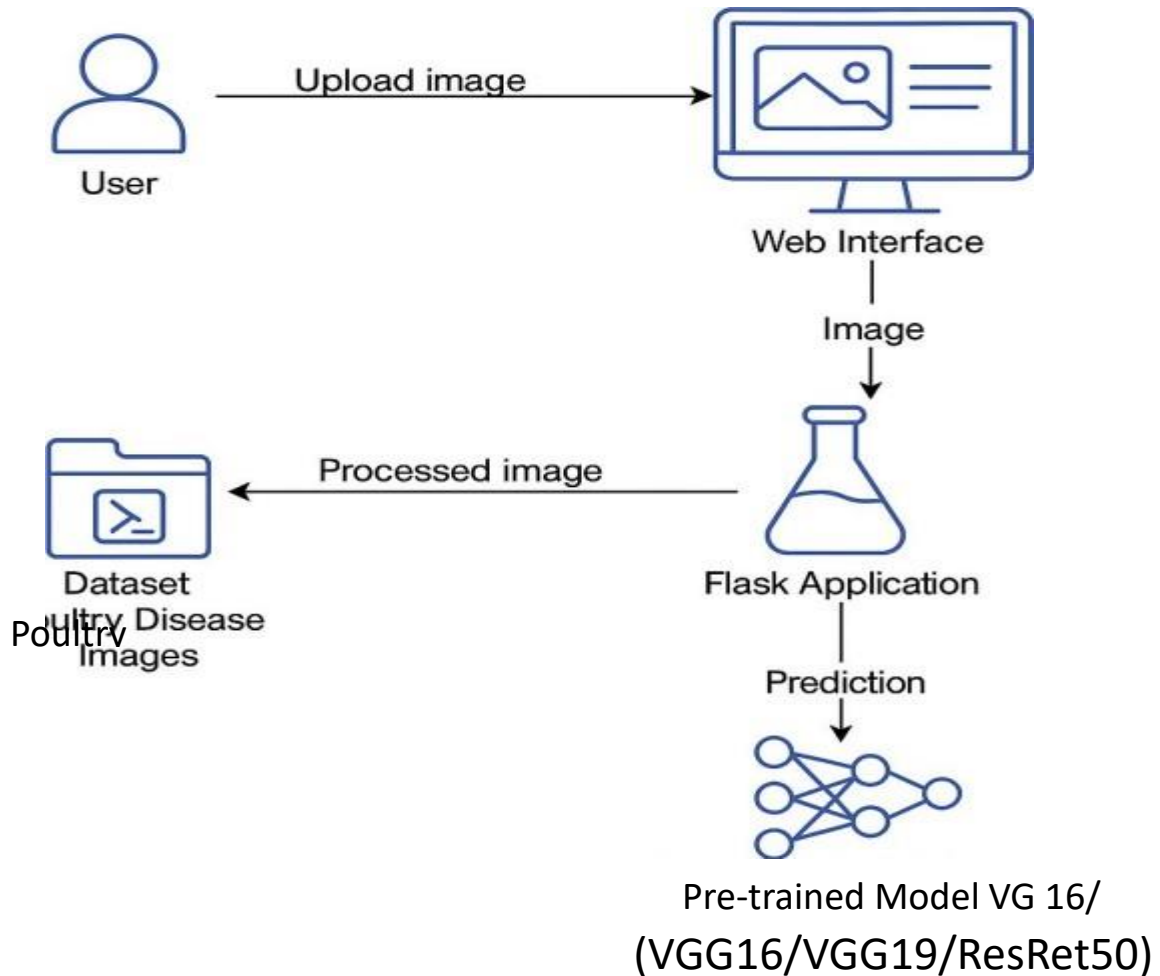 Upload image
User
Web Interface
Image
Processed image
Dataset
Poultry Disease
Images
Flask Application
Prediction
Pre-trained Model VG 16/
(VGG16/VGG19/ResRet50)